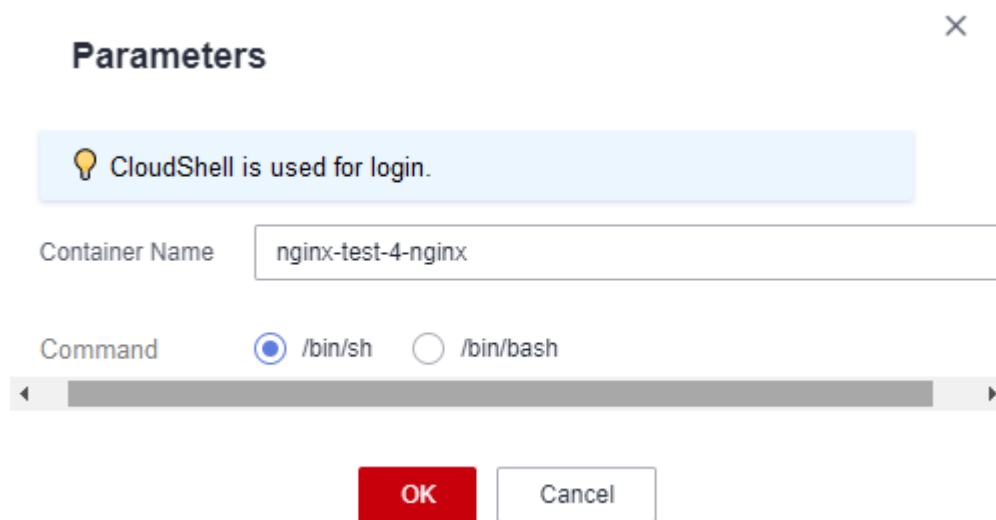 Parameters
CloudShell is used for login.
Container Name nginx-test-4-nginx
Command /bin/sh /bin/bash
OK Cancel